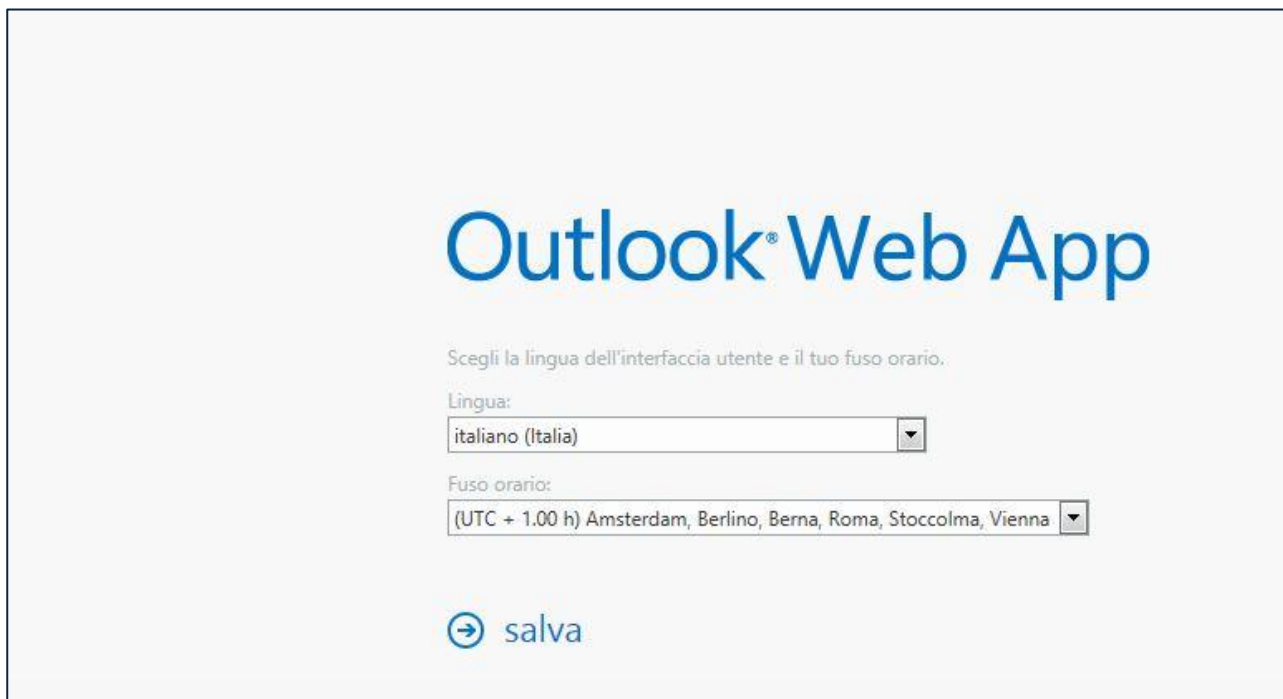 Outlook® Web App
Scegli la lingua dell'interfaccia utente e il tuo fuso orario.
Lingua:
italiano (Italia)
Fuso orario:
(UTC + 1.00 h) Amsterdam, Berlino, Berna, Roma, Stoccolma, Vienna
salva